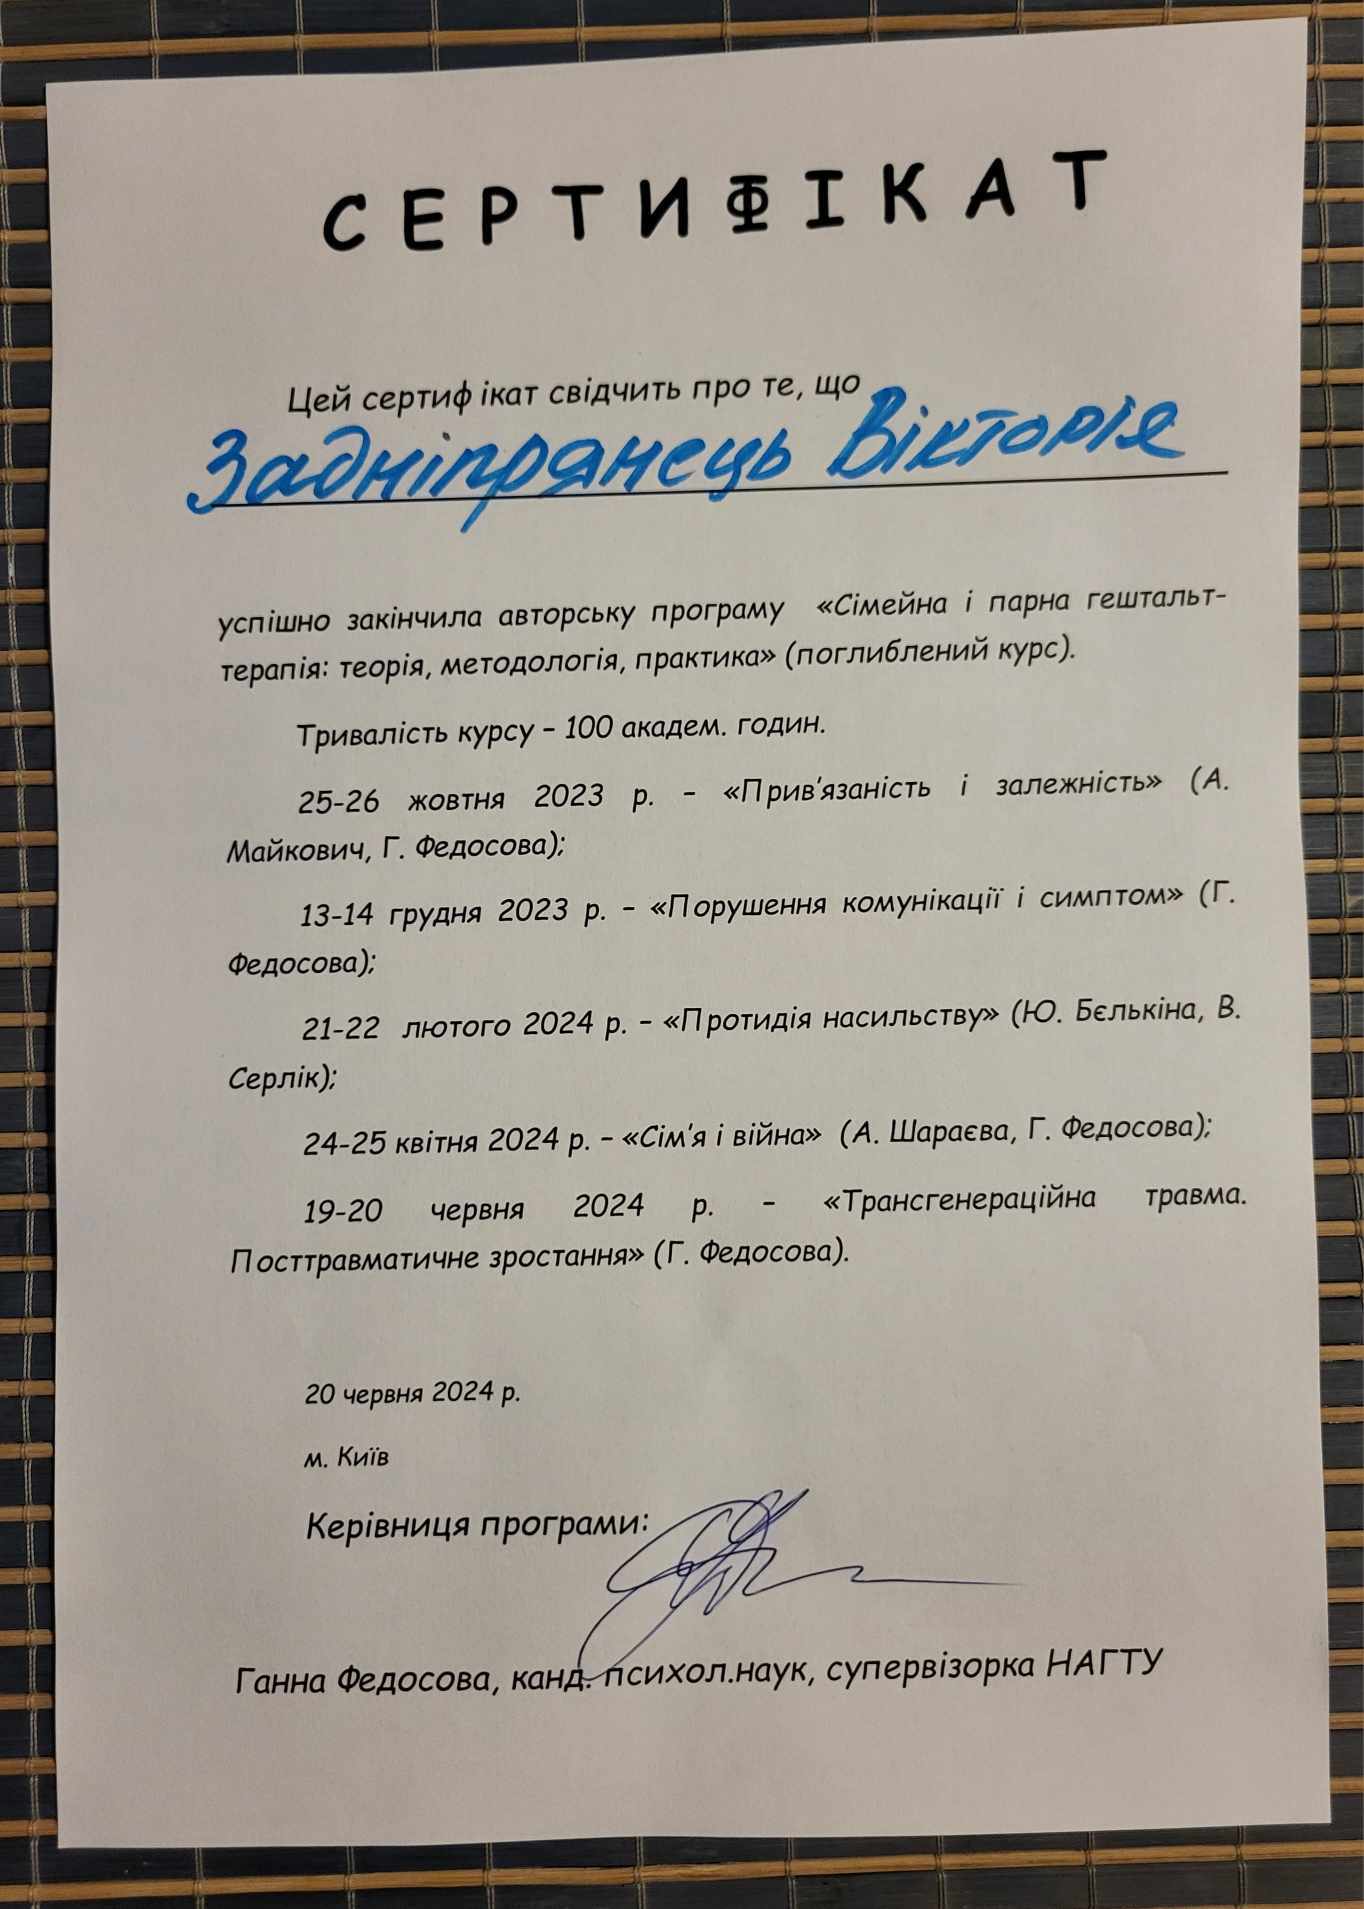 СЕРТИФІКАТ
Цей сертифікат свідчить про те, що
Задніпрянець Вікторія
успішно закінчила авторську програму «Сімейна і парна гештальт-
терапія: теорія, методологія, практика» (поглиблений курс).
Тривалість курсу – 100 академ. годин.
25-26 жовтня 2023 р. – «Прив'язаність і залежність» (А.
Майкович, Г. Федосова);
13-14 грудня 2023 р. – «Порушення комунікації і симптом» (Г.
Федосова);
21-22 лютого 2024 р. – «Протидія насильству» (Ю. Бєлькіна, В.
Серлік);
24-25 квітня 2024 р. – «Сім'я і війна» (А. Шараєва, Г. Федосова);
19-20 червня 2024 р. – «Трансгенераційна травма.
Посттравматичне зростання» (Г. Федосова).
20 червня 2024 р.
м. Київ
Керівниця програми:
Ганна Федосова, канд. психол.наук, супервізорка НАГТУ